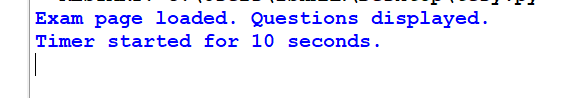 Exam page loaded. Questions displayed.
Timer started for 10 seconds.